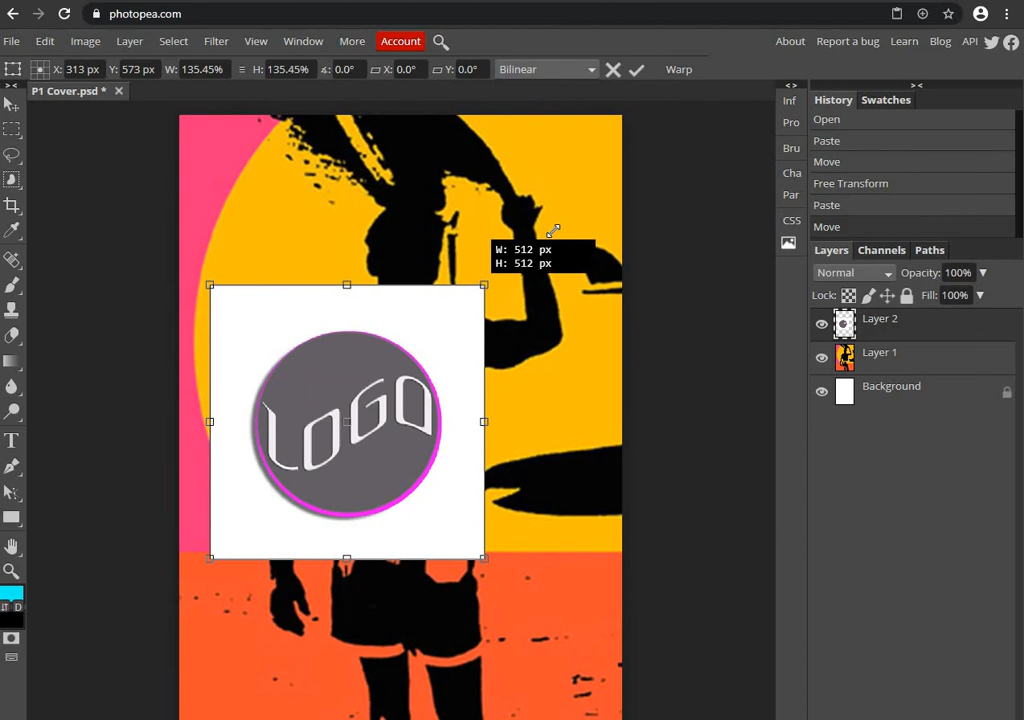 photopea.com
File Edit Image Layer Select Filter View Window More Account About Report a bug Learn Blog API
X: 313 px Y: 573 px W: 135.45% H: 135.45% 0.0° X: 0.0° Y: 0.0° Bilinear Warp
> < < > > <
P1 Cover.psd *
Inf
Pro
Bru
Cha
Par
CSS
History Swatches
Open
Paste
Move
Free Transform
Paste
Move
Layers Channels Paths
Normal Opacity: 100%
Lock: Fill: 100%
Layer 2
Layer 1
Background
W: 512 px
H: 512 px
LOGO
T
D